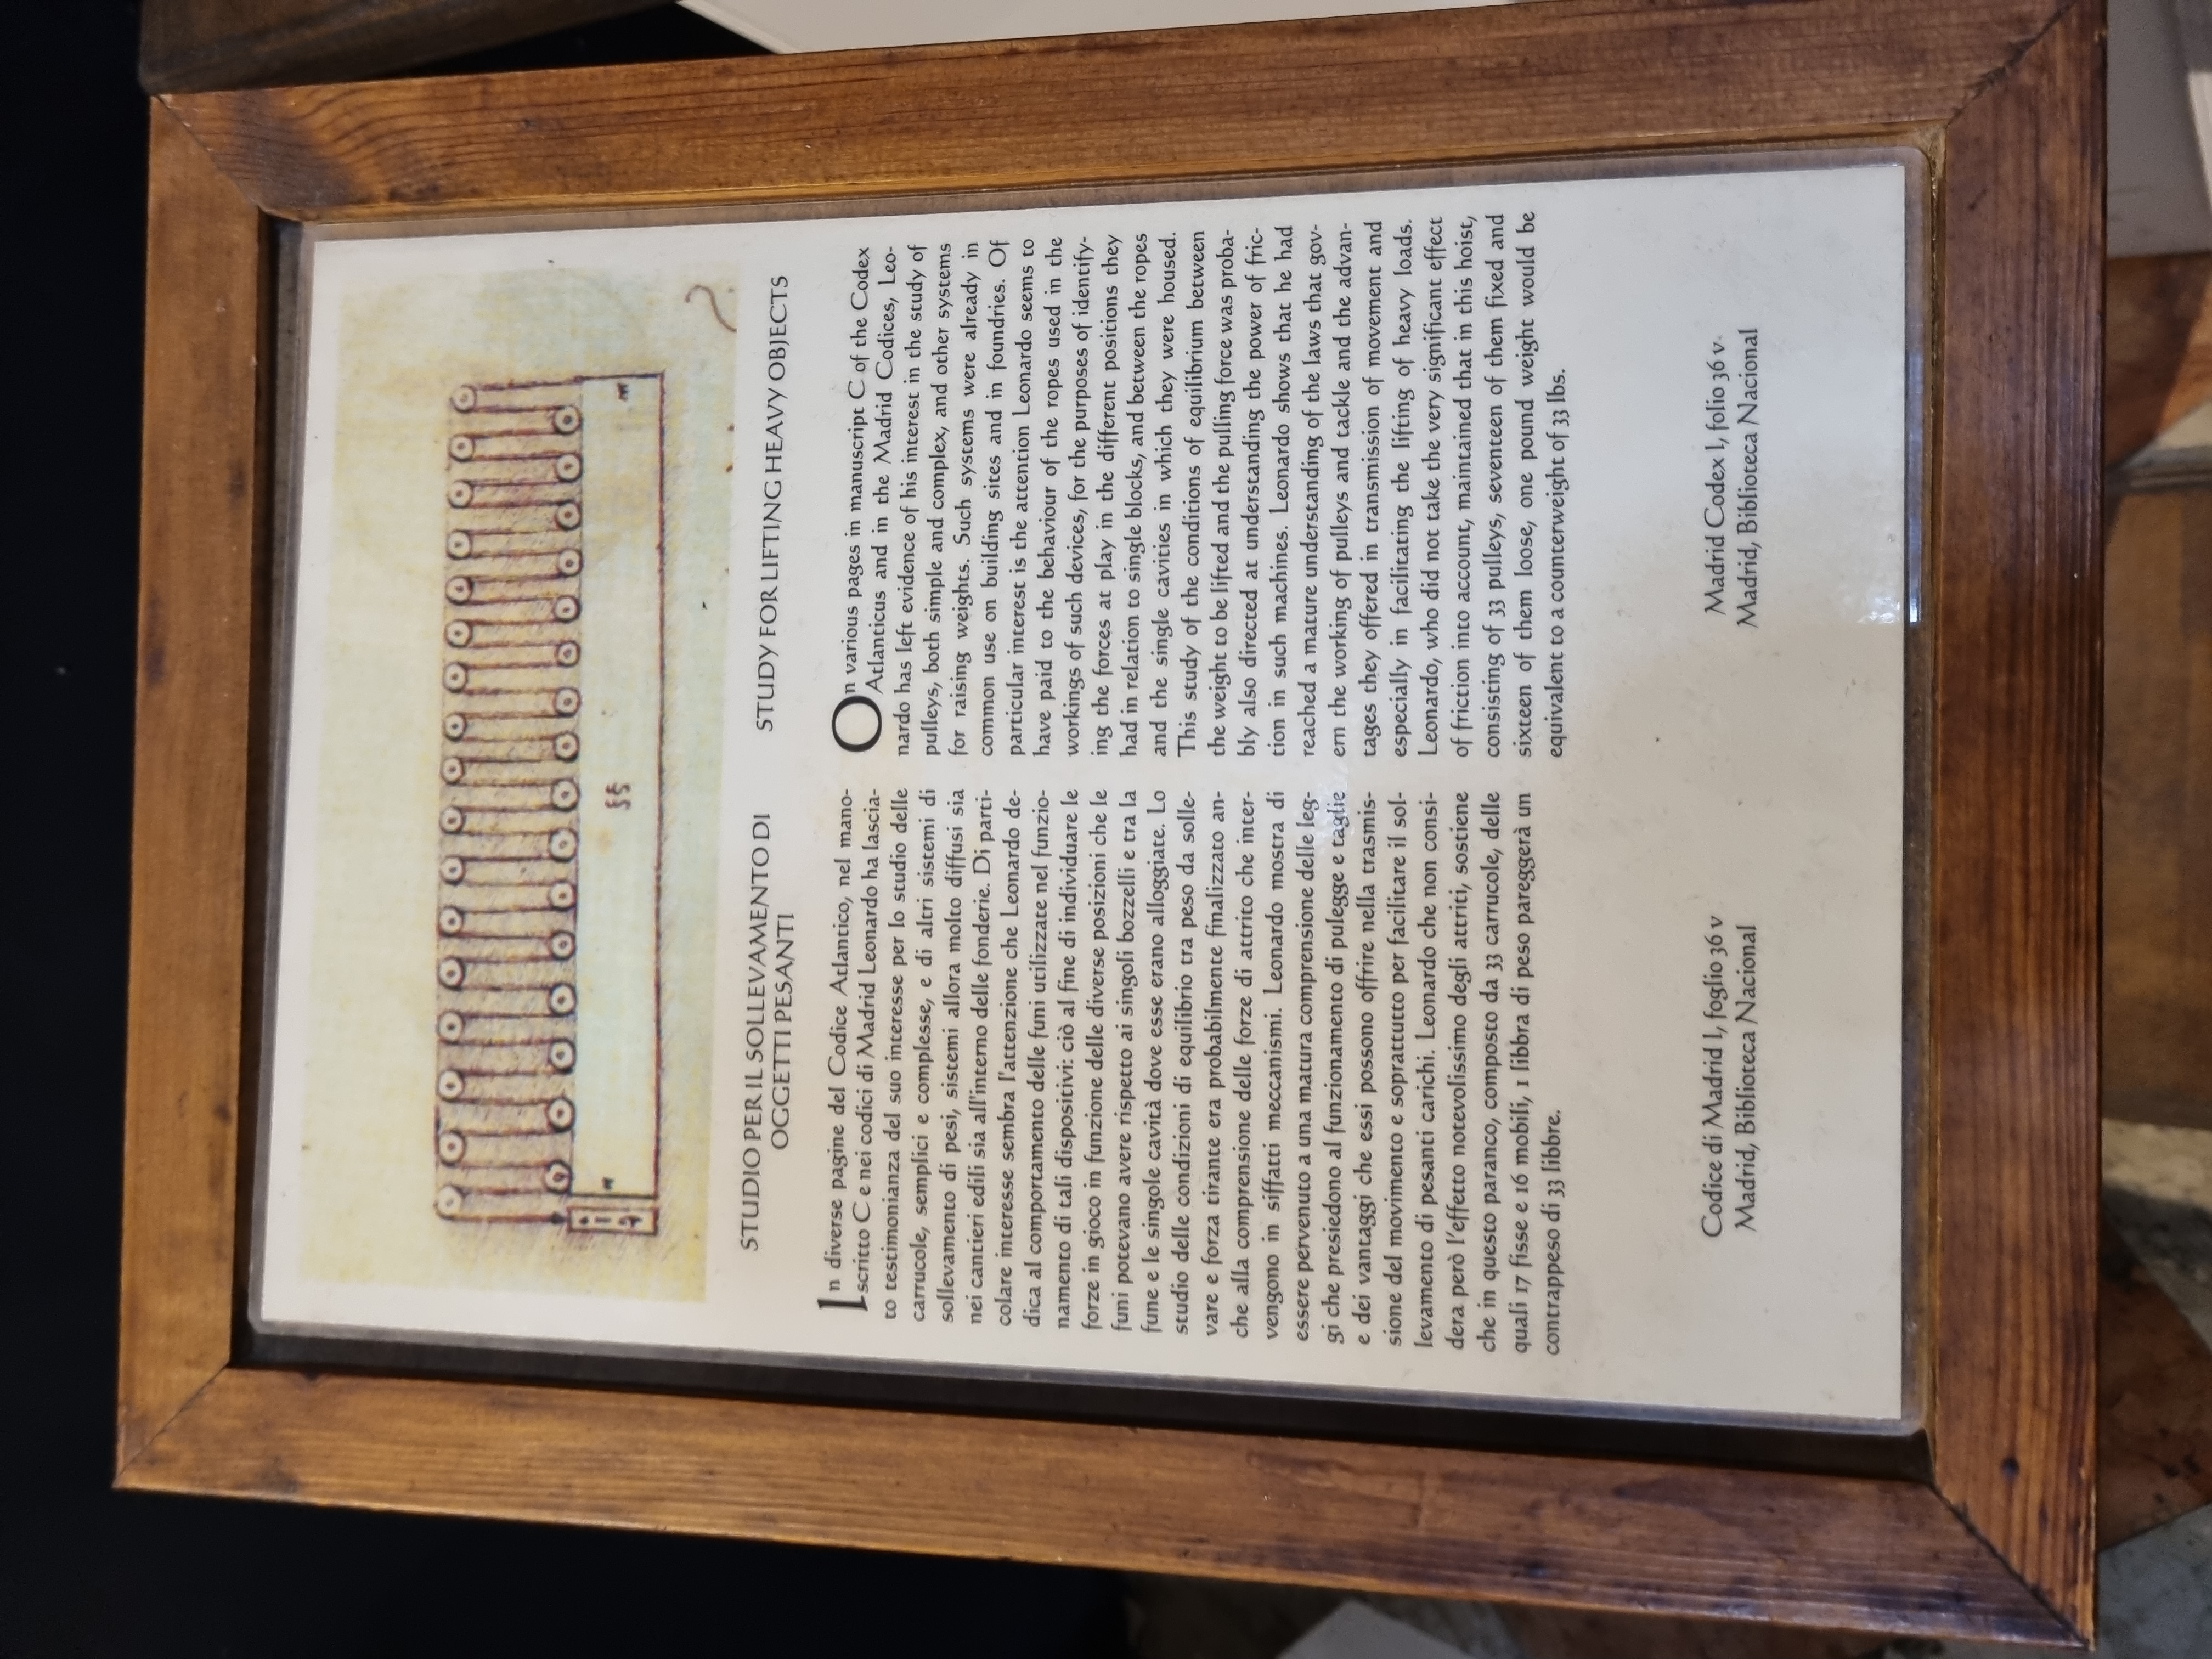 33
STUDIO PER IL SOLLEVAMENTO DI
OGGETTI PESANTI
In diverse pagine del Codice Atlantico, nel mano-
scritto C e nei codici di Madrid Leonardo ha lascia-
to testimonianza del suo interesse per lo studio delle
carrucole, semplici e complesse, e di altri sistemi di
sollevamento di pesi, sistemi allora molto diffusi sia
nei cantieri edili sia all'interno delle fonderie. Di parti-
colare interesse sembra l'attenzione che Leonardo de-
dica al comportamento delle funi utilizzate nel funzio-
namento di tali dispositivi: ciò al fine di individuare le
forze in gioco in funzione delle diverse posizioni che le
funi potevano avere rispetto ai singoli bozzelli e tra la
fune e le singole cavità dove esse erano alloggiate. Lo
studio delle condizioni di equilibrio tra peso da solle-
vare e forza tirante era probabilmente finalizzato an-
che alla comprensione delle forze di attrito che inter-
vengono in siffatti meccanismi. Leonardo mostra di
essere pervenuto a una matura comprensione delle leg-
gi che presiedono al funzionamento di pulegge e taglie
e dei vantaggi che essi possono offrire nella trasmis-
sione del movimento e soprattutto per facilitare il sol-
levamento di pesanti carichi. Leonardo che non consi-
dera però l'effetto notevolissimo degli attriti, sostiene
che in questo paranco, composto da 33 carrucole, delle
quali 17 fisse e 16 mobili, 1 libbra di peso pareggerà un
contrappeso di 33 libbre.
Codice di Madrid I, foglio 36 v
Madrid, Biblioteca Nacional
STUDY FOR LIFTING HEAVY OBJECTS
On various pages in manuscript C of the Codex
Atlanticus and in the Madrid Codices, Leo-
nardo has left evidence of his interest in the study of
pulleys, both simple and complex, and other systems
for raising weights. Such systems were already in
common use on building sites and in foundries. Of
particular interest is the attention Leonardo seems to
have paid to the behaviour of the ropes used in the
workings of such devices, for the purposes of identify-
ing the forces at play in the different positions they
had in relation to single blocks, and between the ropes
and the single cavities in which they were housed.
This study of the conditions of equilibrium between
the weight to be lifted and the pulling force was proba-
bly also directed at understanding the power of fric-
tion in such machines. Leonardo shows that he had
reached a mature understanding of the laws that gov-
ern the working of pulleys and tackle and the advan-
tages they offered in transmission of movement and
especially in facilitating the lifting of heavy loads.
Leonardo, who did not take the very significant effect
of friction into account, maintained that in this hoist,
consisting of 33 pulleys, seventeen of them fixed and
sixteen of them loose, one pound weight would be
equivalent to a counterweight of 33 lbs.
Madrid Codex I, folio 36 v.
Madrid, Biblioteca Nacional